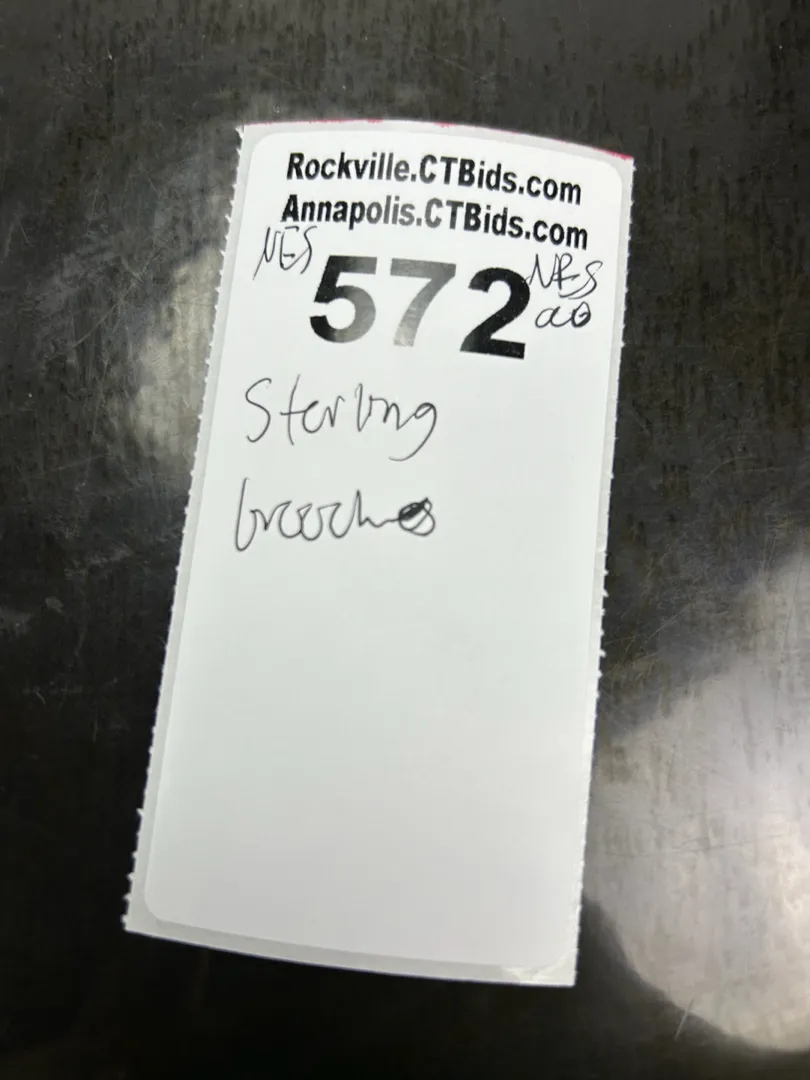 Rockville.CTBids.com
Annapolis.CTBids.com
NES 572 NES
Sterling
brooches